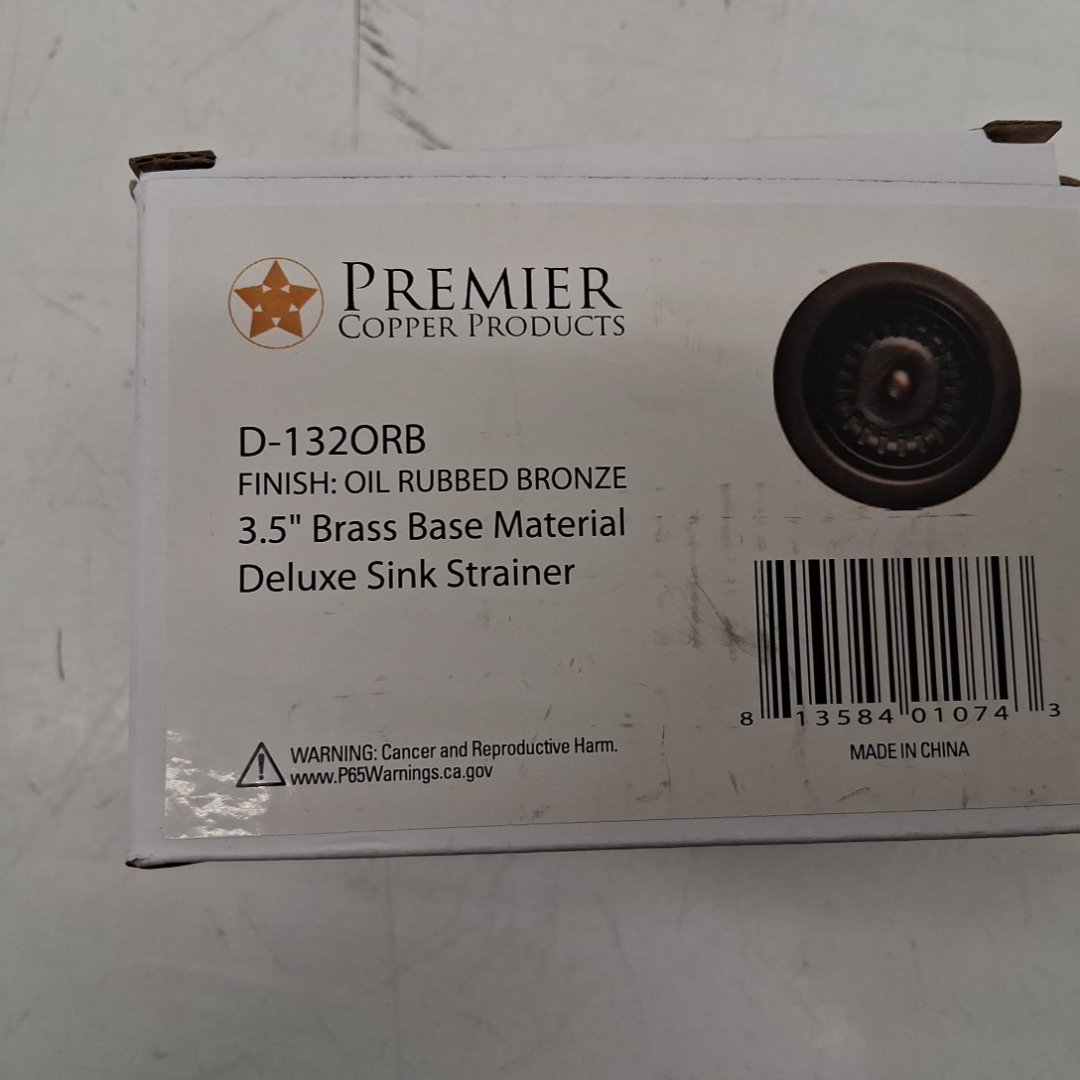 PREMIER
COPPER PRODUCTS
D-132ORB
FINISH: OIL RUBBED BRONZE
3.5" Brass Base Material
Deluxe Sink Strainer
8 13584 01074 3
MADE IN CHINA
WARNING: Cancer and Reproductive Harm.
www.P65Warnings.ca.gov